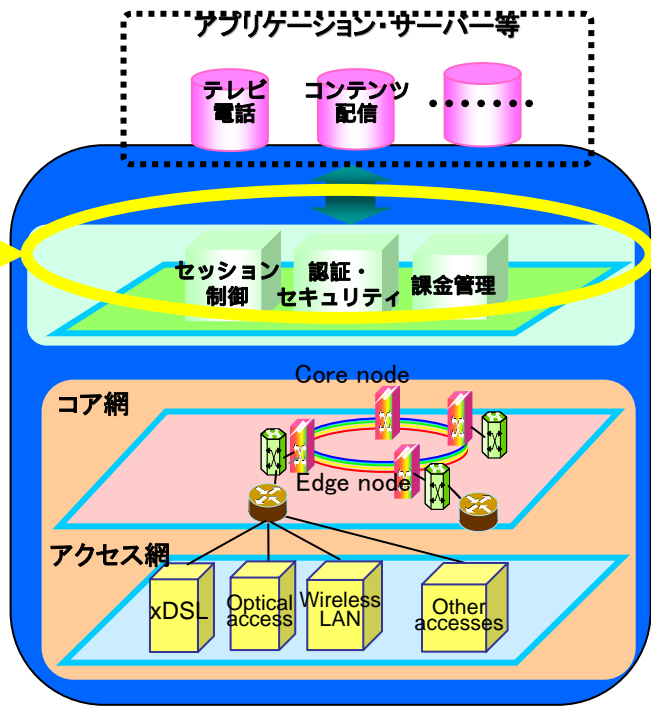 アプリケーション・サーバー等
テレビ
電話
コンテンツ
配信
・・・・・・・
セッション
制御
認証・
セキュリティ
課金管理
コア網
Core node
Edge node
アクセス網
xDSL
Optical
access
Wireless
LAN
Other
accesses